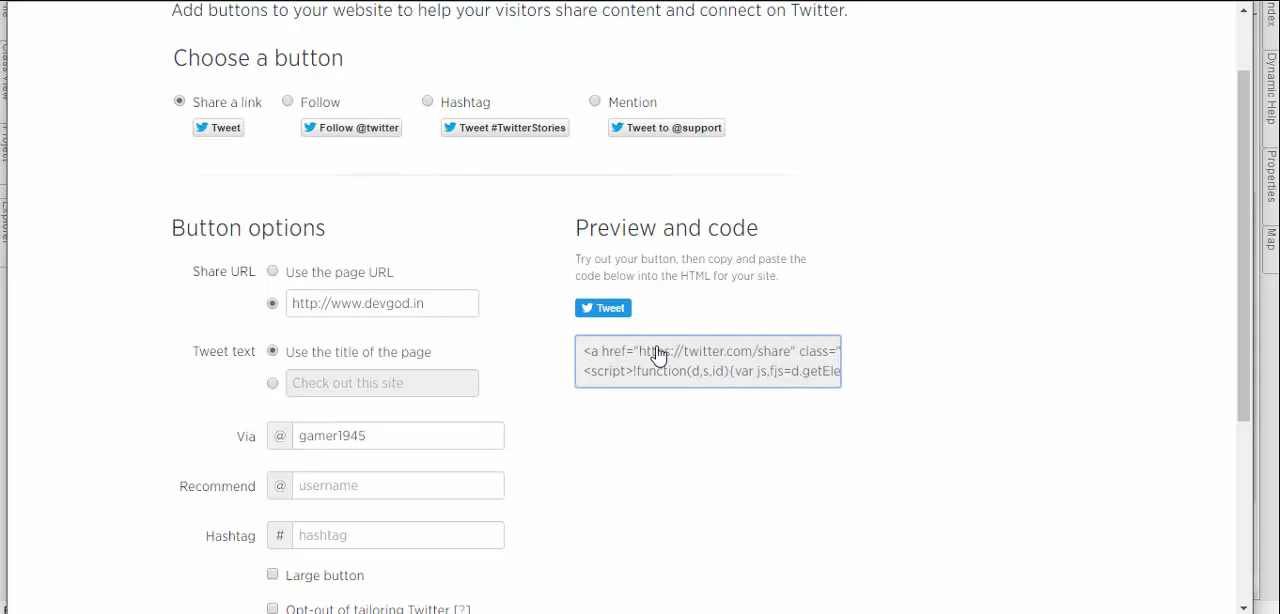 Add buttons to your website to help your visitors share content and connect on Twitter.
Choose a button
Share a link
Follow
Hashtag
Mention
Tweet
Follow @twitter
Tweet #TwitterStories
Tweet to @support
Button options
Share URL
Use the page URL
http://www.devgod.in
Tweet text
Use the title of the page
Check out this site
Via
@
gamer1945
Recommend
@
username
Hashtag
#
hashtag
Large button
Opt-out of tailoring Twitter [?]
Preview and code
Try out your button, then copy and paste the
code below into the HTML for your site.
Tweet
<a href="https://twitter.com/share" class="
<script>!function(d,s,id){var js,fjs=d.getEle
Dynamic Help
Properties
Map